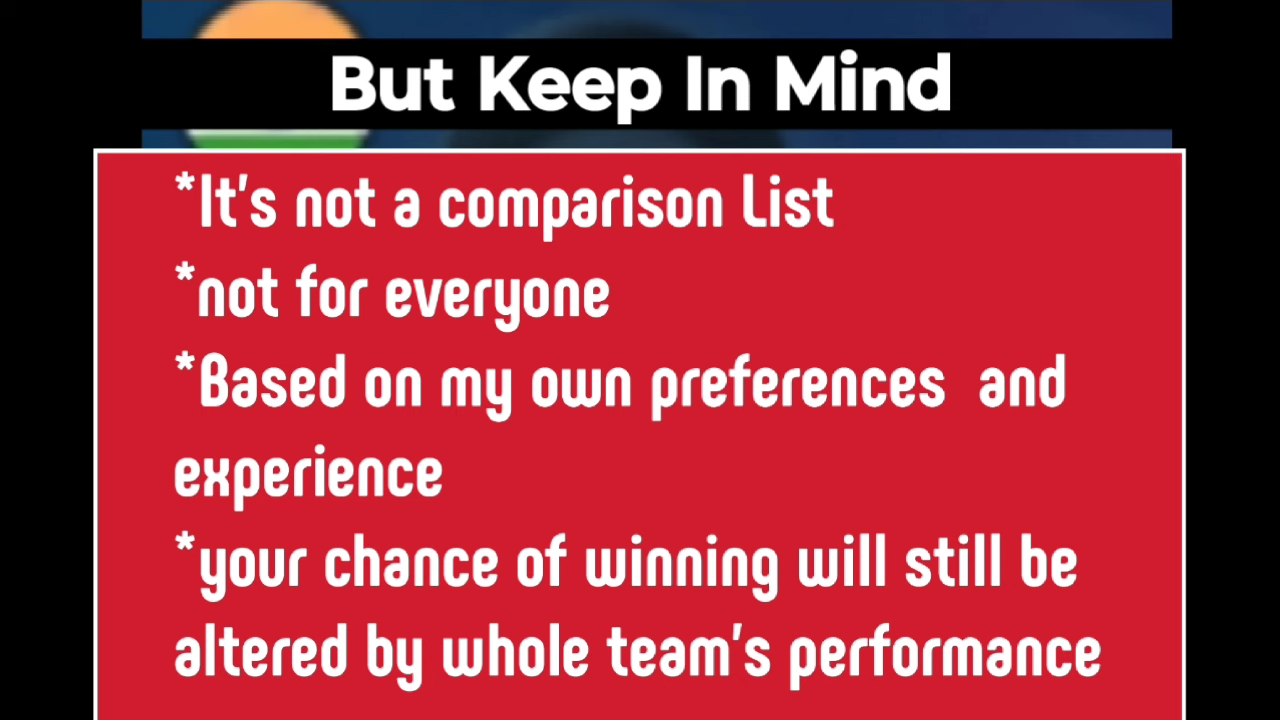 But Keep In Mind
*It's not a comparison List
*not for everyone
*Based on my own preferences and
experience
*your chance of winning will still be
altered by whole team's performance